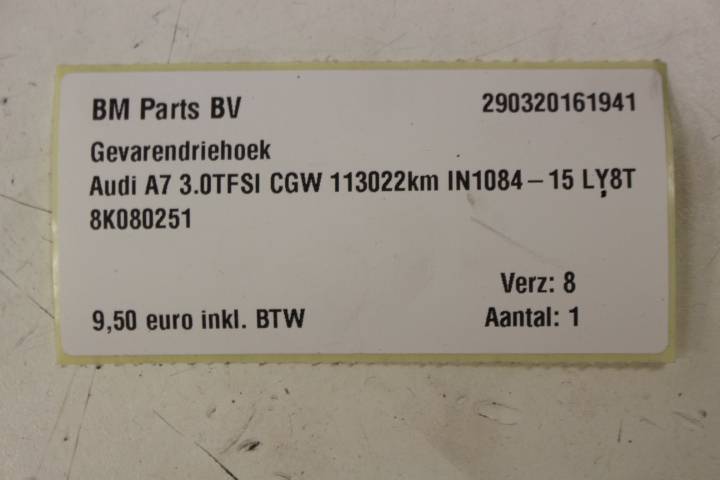 BM Parts BV 290320161941
Gevarendriehoek
Audi A7 3.0TFSI CGW 113022km IN1084-15 LY8T
8K080251
Verz: 8
9,50 euro inkl. BTW Aantal: 1